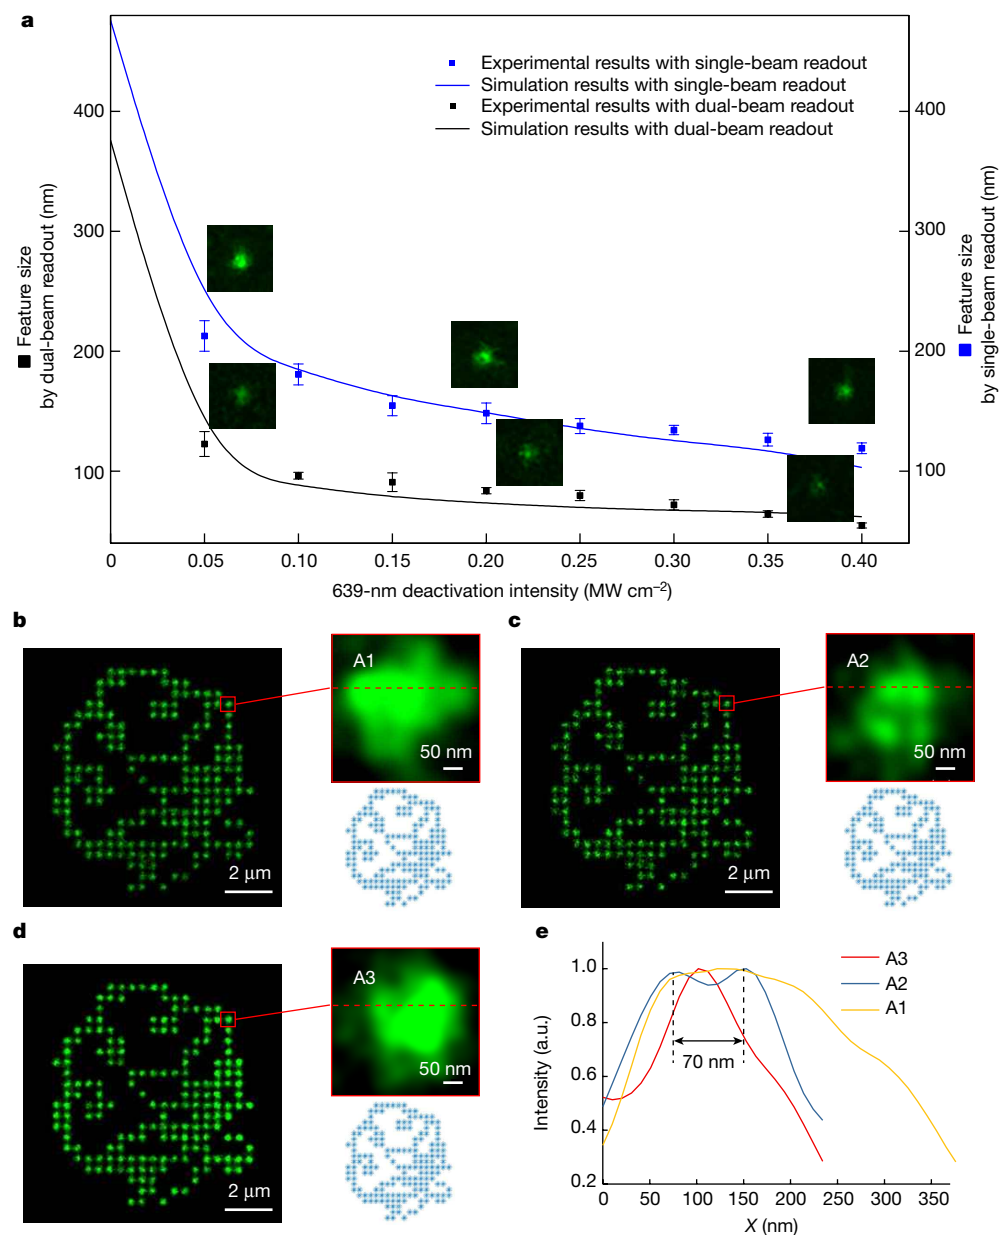 a
Experimental results with single-beam readout
Simulation results with single-beam readout
Experimental results with dual-beam readout
Simulation results with dual-beam readout
400
300
200
100
400
300
200
100
Feature size
by dual-beam readout (nm)
Feature size
by single-beam readout (nm)
0
0.05
0.10
0.15
0.20
0.25
0.30
0.35
0.40
639-nm deactivation intensity (MW cm⁻²)
b
A1
50 nm
2 μm
c
A2
50 nm
2 μm
d
A3
50 nm
2 μm
e
A3
A2
A1
70 nm
1.0
0.8
0.6
0.4
0.2
Intensity (a.u.)
0
50
100
150
200
250
300
350
X (nm)